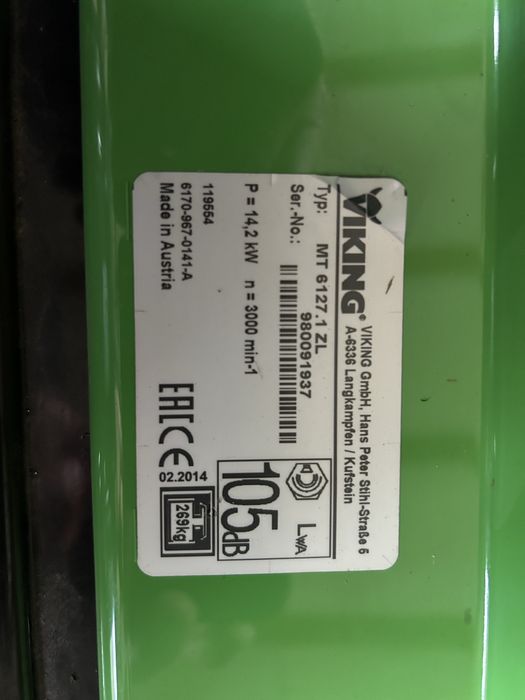 VIKING®
VIKING GmbH, Hans Peter Stihl-Straße 5
A-6336 Langkampfen / Kufstein
Typ: MT 6127.1 ZL
Ser.-No.: 980091937
P = 14,2 kW n = 3000 min-1
119554
6170-967-0141-A
Made in Austria
EAC CE
02.2014
LWA
105dB
269kg